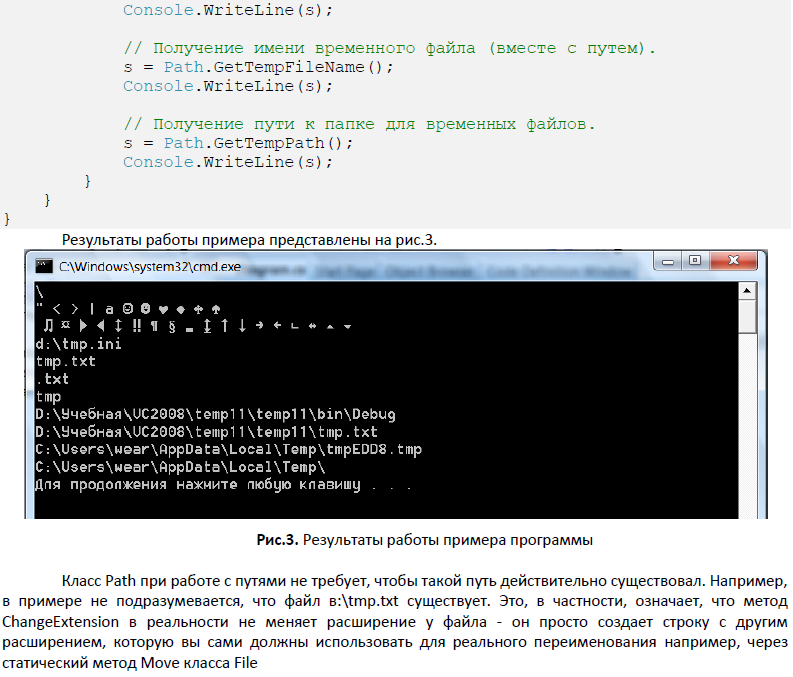 Console.WriteLine(s);
// Получение имени временного файла (вместе с путем).
s = Path.GetTempFileName();
Console.WriteLine(s);
// Получение пути к папке для временных файлов.
s = Path.GetTempPath();
Console.WriteLine(s);
}
}
}
Результаты работы примера представлены на рис.3.
C:\Windows\system32\cmd.exe
\
" < > | a ☺ ☻ ♥ ♦ ♣ ♠
♫ ¤ ► ◄ ↕ ‼ ¶ § ▬ ↨ ↑ ↓ → ← ∟ ↔ ▲ ▼
d:\tmp.ini
tmp.txt
.txt
tmp
D:\Учебная\VC2008\temp11\temp11\bin\Debug
D:\Учебная\VC2008\temp11\temp11\tmp.txt
C:\Users\wear\AppData\Local\Temp\tmpEDD8.tmp
C:\Users\wear\AppData\Local\Temp\
Для продолжения нажмите любую клавишу . . .
Рис.3. Результаты работы примера программы
Класс Path при работе с путями не требует, чтобы такой путь действительно существовал. Например,
в примере не подразумевается, что файл в:\tmp.txt существует. Это, в частности, означает, что метод
ChangeExtension в реальности не меняет расширение у файла - он просто создает строку с другим
расширением, которую вы сами должны использовать для реального переименования например, через
статический метод Move класса File